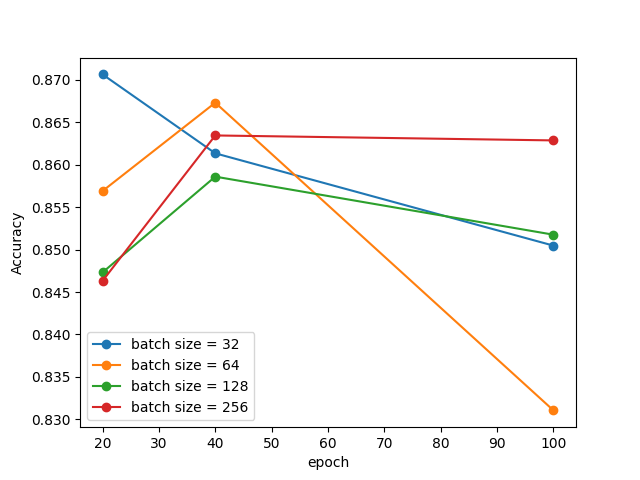 0.870
0.865
0.860
0.855
0.850
0.845
0.840
0.835
0.830
Accuracy
batch size = 32
batch size = 64
batch size = 128
batch size = 256
20 30 40 50 60 70 80 90 100
epoch